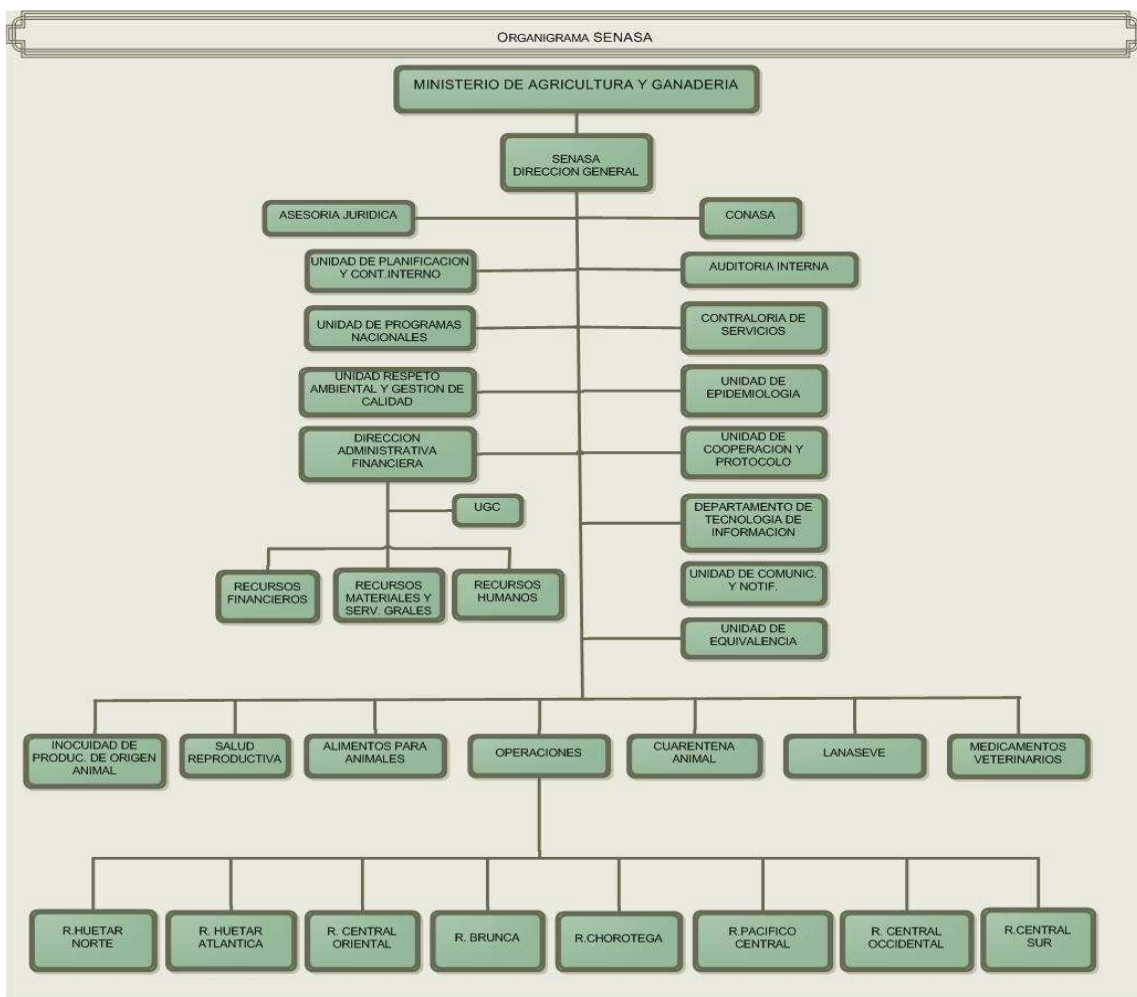 ORGANIGRAMA SENASA
MINISTERIO DE AGRICULTURA Y GANADERIA
SENASA
DIRECCION GENERAL
ASESORIA JURIDICA
CONASA
UNIDAD DE PLANIFICACION
Y CONT.INTERNO
AUDITORIA INTERNA
UNIDAD DE PROGRAMAS
NACIONALES
CONTRALORIA DE
SERVICIOS
UNIDAD RESPETO
AMBIENTAL Y GESTION DE
CALIDAD
UNIDAD DE
EPIDEMIOLOGIA
DIRECCION
ADMINISTRATIVA
FINANCIERA
UNIDAD DE
COOPERACION Y
PROTOCOLO
UGC
DEPARTAMENTO DE
TECNOLOGIA DE
INFORMACION
RECURSOS
FINANCIEROS
RECURSOS
MATERIALES Y
SERV. GRALES
RECURSOS
HUMANOS
UNIDAD DE COMUNIC.
Y NOTIF.
UNIDAD DE
EQUIVALENCIA
INOCUIDAD DE
PRODUC. DE ORIGEN
ANIMAL
SALUD
REPRODUCTIVA
ALIMENTOS PARA
ANIMALES
OPERACIONES
CUARENTENA
ANIMAL
LANASEVE
MEDICAMENTOS
VETERINARIOS
R.HUETAR
NORTE
R. HUETAR
ATLANTICA
R. CENTRAL
ORIENTAL
R. BRUNCA
R.CHOROTEGA
R.PACIFICO
CENTRAL
R. CENTRAL
OCCIDENTAL
R.CENTRAL
SUR